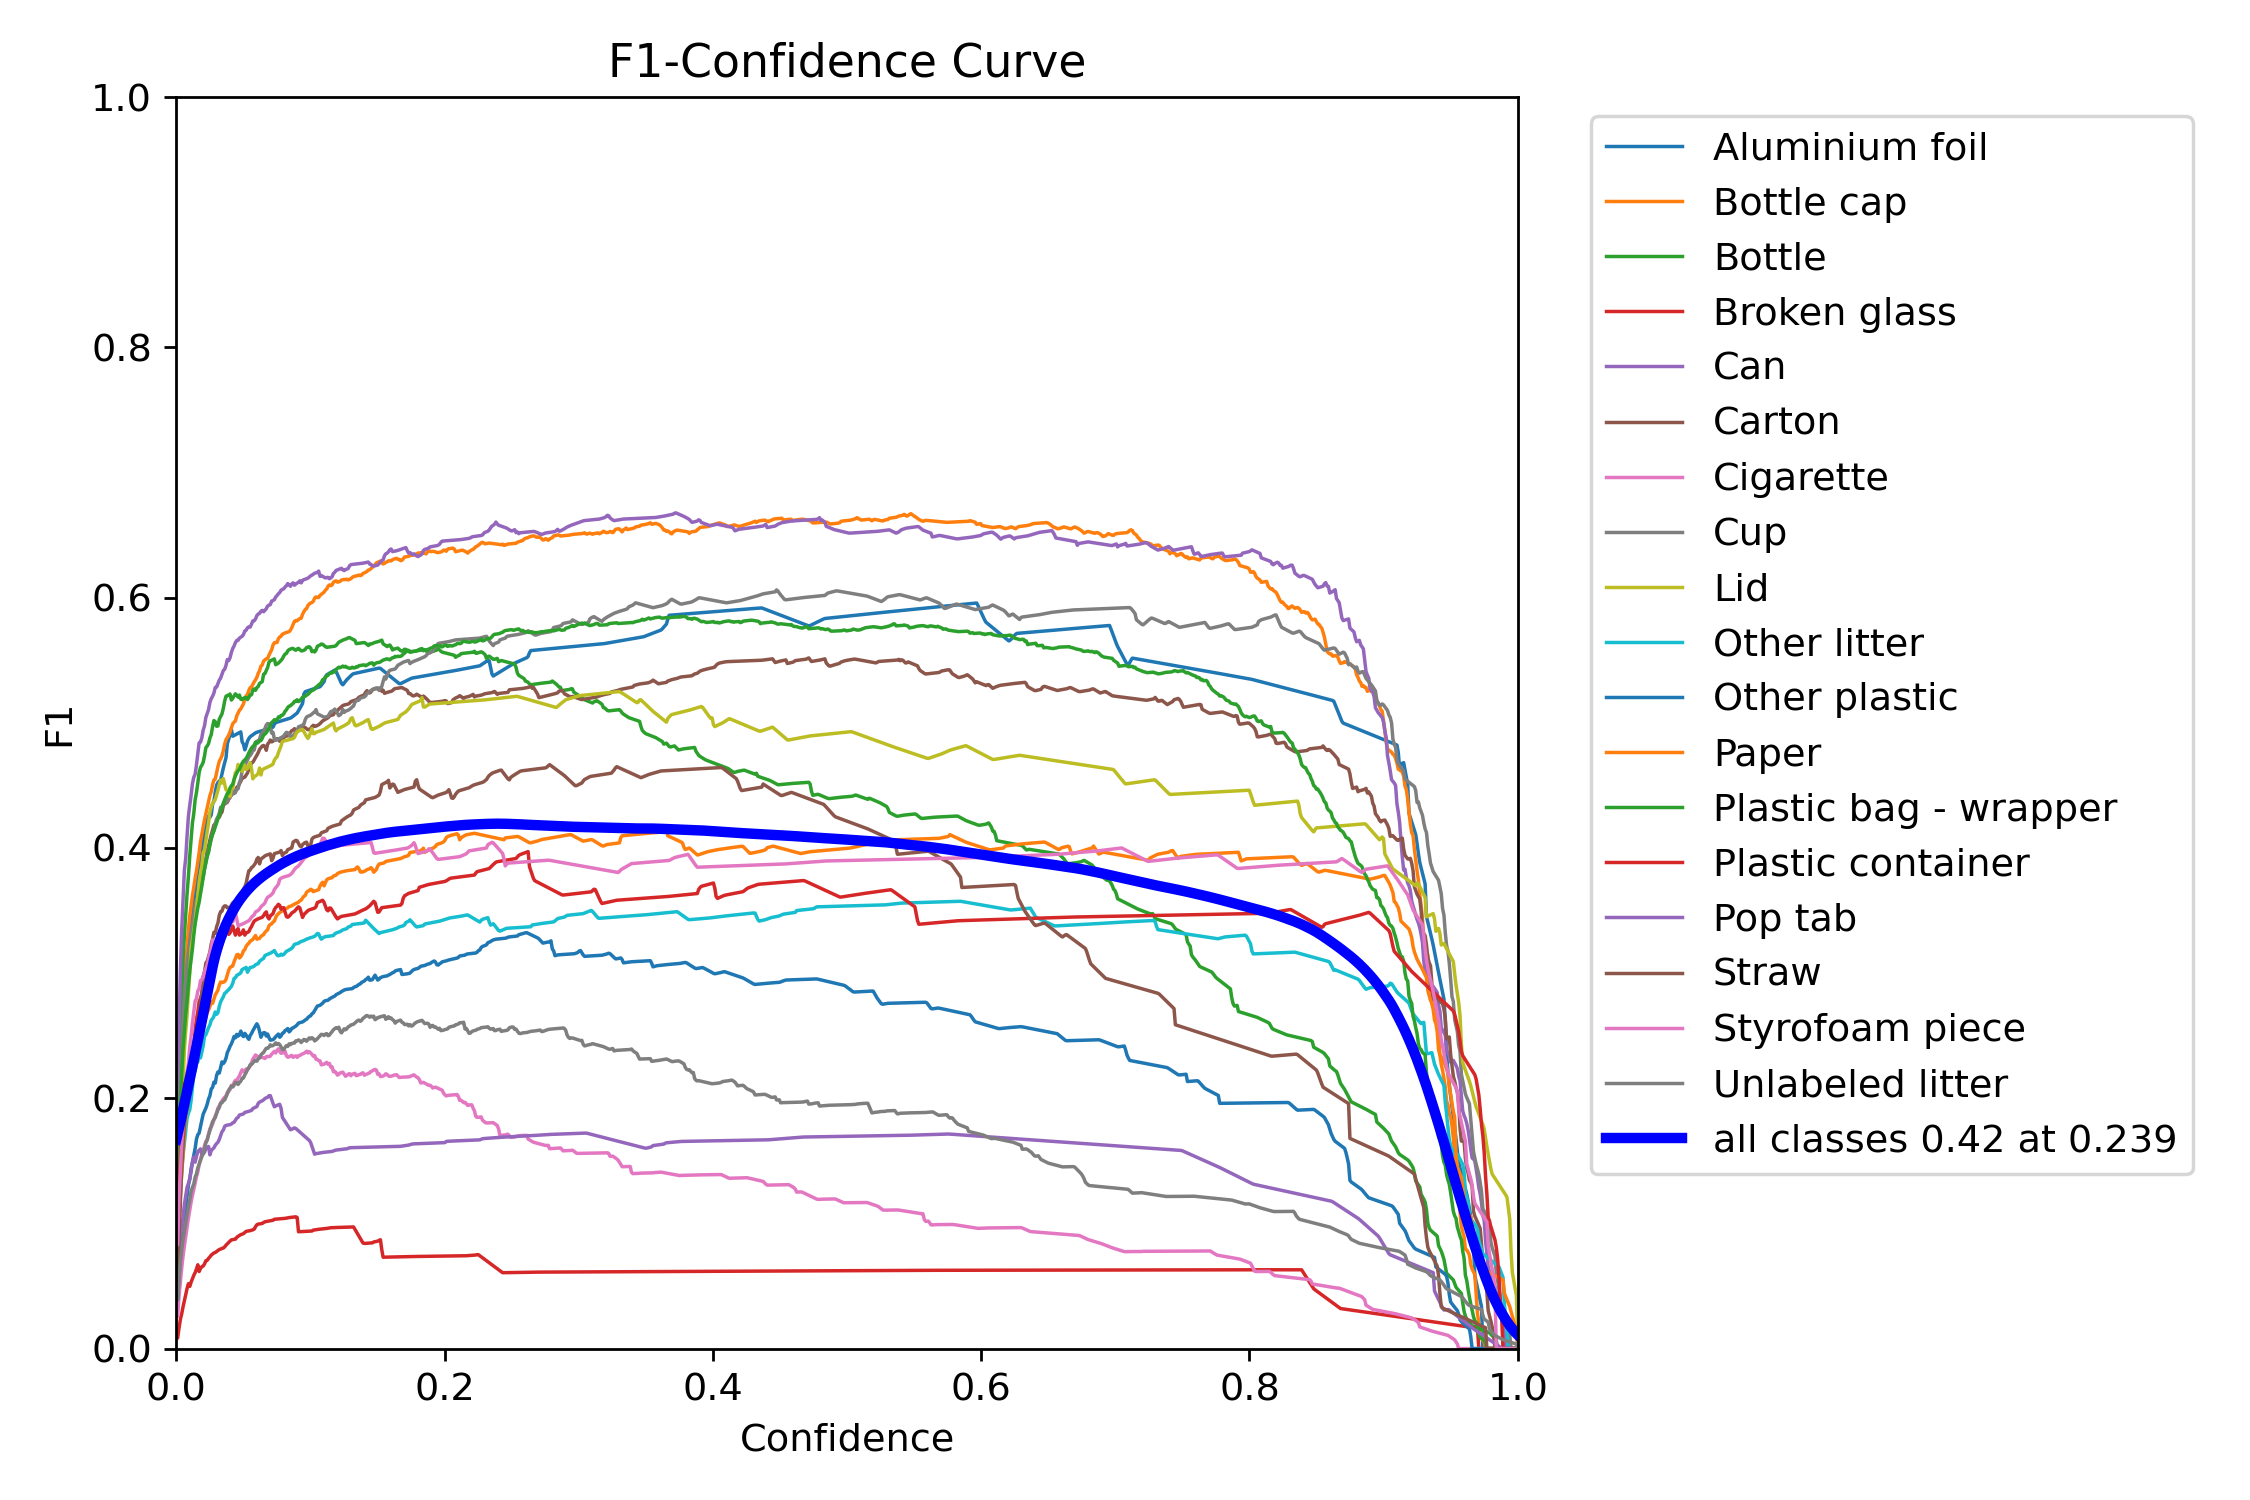 F1-Confidence Curve
1.0
0.8
0.6
0.4
0.2
0.0
F1
0.0 0.2 0.4 0.6 0.8 1.0
Confidence
Aluminium foil
Bottle cap
Bottle
Broken glass
Can
Carton
Cigarette
Cup
Lid
Other litter
Other plastic
Paper
Plastic bag - wrapper
Plastic container
Pop tab
Straw
Styrofoam piece
Unlabeled litter
all classes 0.42 at 0.239